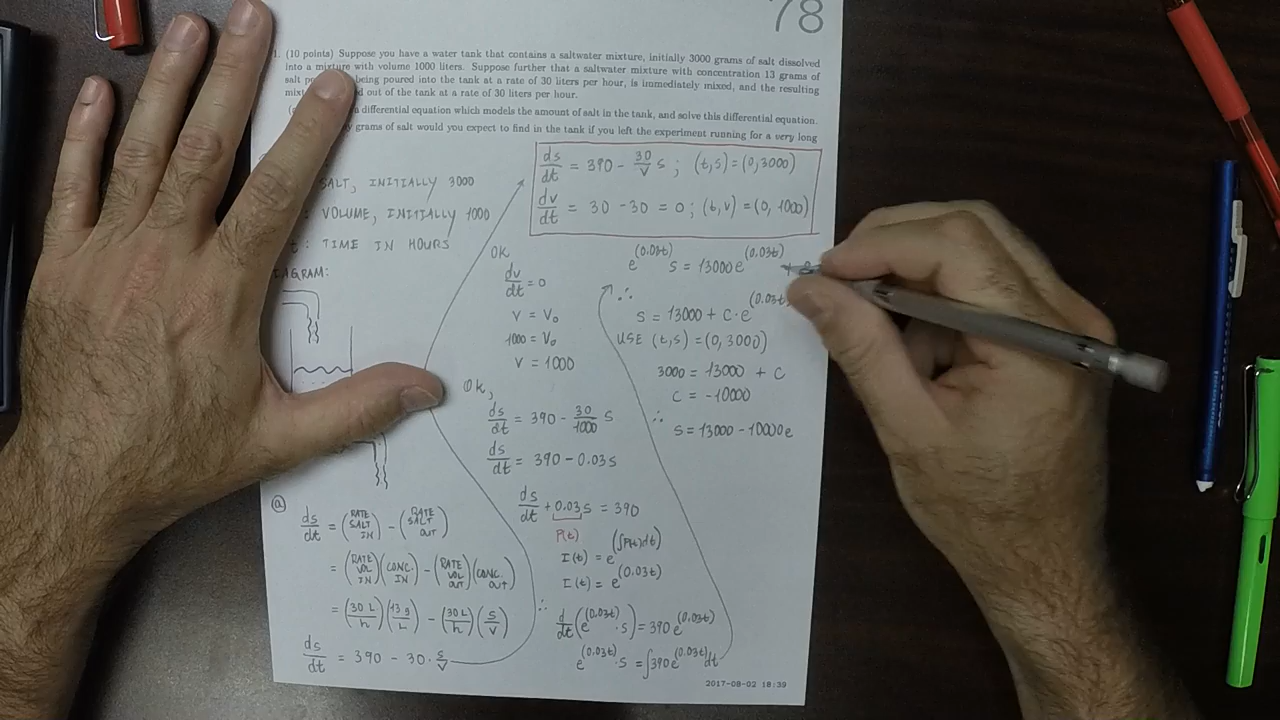 78
1. (10 points) Suppose you have a water tank that contains a saltwater mixture, initially 3000 grams of salt dissolved
into a mixture with volume 1000 liters. Suppose further that a saltwater mixture with concentration 13 grams of
salt being poured into the tank at a rate of 30 liters per hour, is immediately mixed, and the resulting
out of the tank at a rate of 30 liters per hour.
a differential equation which models the amount of salt in the tank, and solve this differential equation.
grams of salt would you expect to find in the tank if you left the experiment running for a very long
SALT, INITIALLY 3000
: VOLUME, INITIALLY 1000
t: TIME IN HOURS
AGRAM:
(a)
ds/dt = (RATE SALT IN) - (RATE SALT OUT)
= (RATE VOL IN)(CONC. IN) - (RATE VOL OUT)(CONC. OUT)
= (30 L/h)(13 g/L) - (30 L/h)(S/V)
ds/dt = 390 - 30 · S/V
ds/dt = 390 - 30/V S ; (t,s) = (0,3000)
dv/dt = 30 - 30 = 0 ; (t,v) = (0, 1000)
OK
dv/dt = 0
V = V₀
1000 = V₀
V = 1000
Ok,
ds/dt = 390 - 30/1000 S
ds/dt = 390 - 0.03S
ds/dt + 0.03S = 390
P(t)
I(t) = e^(∫P(t)dt)
I(t) = e^(0.03t)
∴ d/dt(e^(0.03t) · S) = 390e^(0.03t)
e^(0.03t) · S = ∫390e^(0.03t)dt
e^(0.03t) S = 13000e^(0.03t) +
∴
S = 13000 + C·e^(0.03t
USE (t,s) = (0, 3000)
3000 = 13000 + C
C = -10000
∴
S = 13000 - 10000e
2017-08-02 18:39